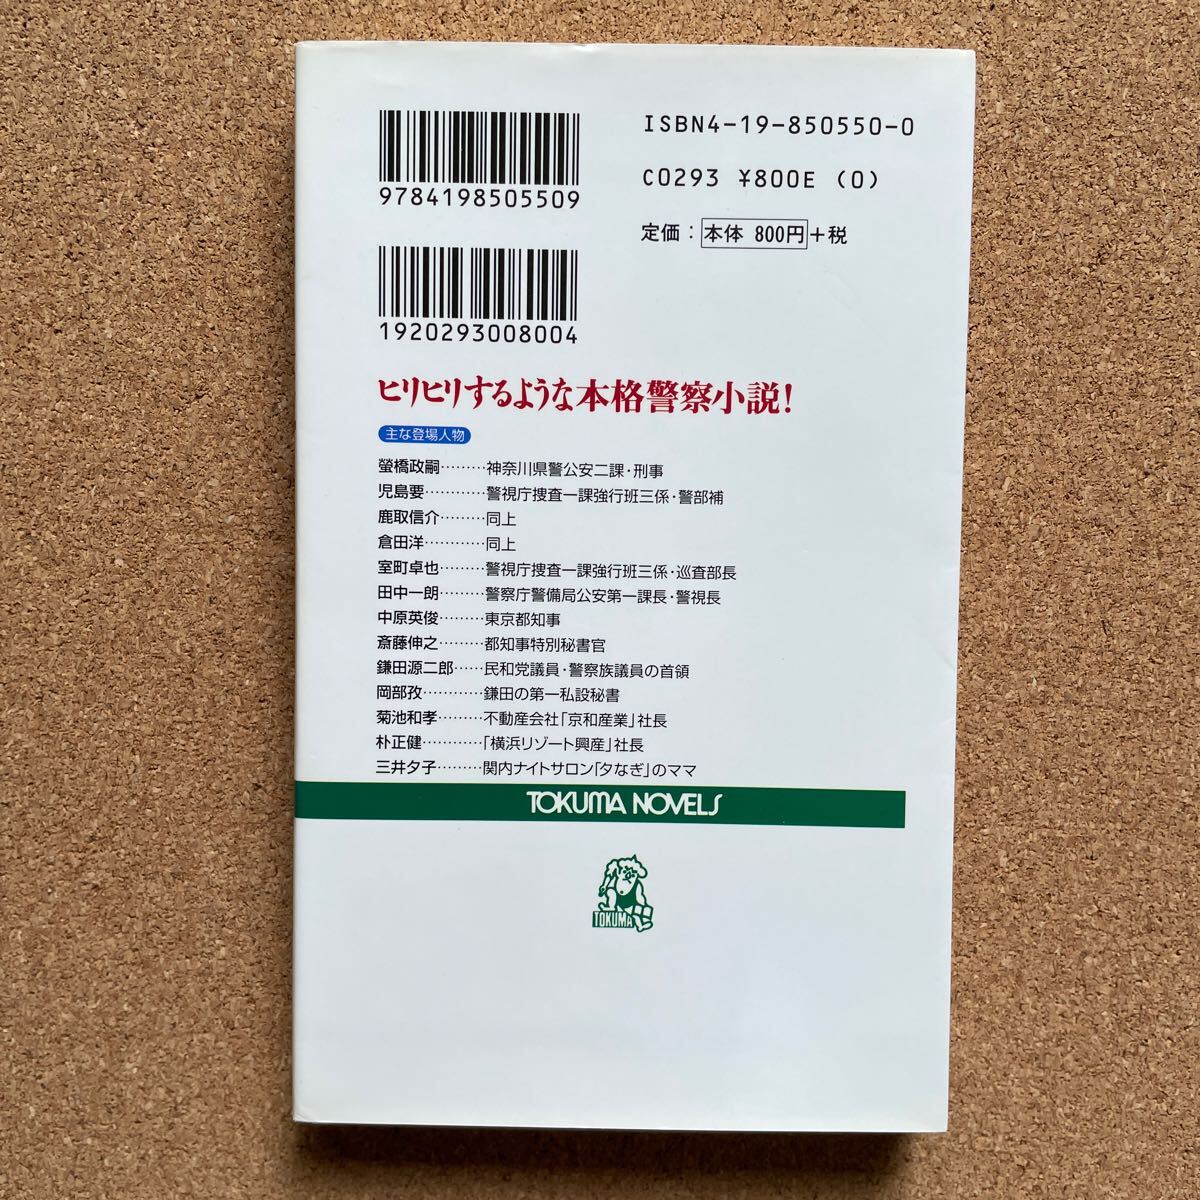 9784198505509
ISBN4-19-850550-0
C0293 ¥800E (0)
定価：本体 800円+税
1920293008004
ヒリヒリするような本格警察小説！
主な登場人物
螢橋政嗣………神奈川県警公安二課・刑事
児島要…………警視庁捜査一課強行班三係・警部補
鹿取信介………同上
倉田洋…………同上
室町卓也………警視庁捜査一課強行班三係・巡査部長
田中一朗………警察庁警備局公安第一課長・警視長
中原英俊………東京都知事
斎藤伸之………都知事特別秘書官
鎌田源二郎……民和党議員・警察族議員の首領
岡部孜…………鎌田の第一私設秘書
菊池和孝………不動産会社「京和産業」社長
朴正健…………「横浜リゾート興産」社長
三井夕子………関内ナイトサロン「夕なぎ」のママ
TOKUMA NOVELS
TOKUMA